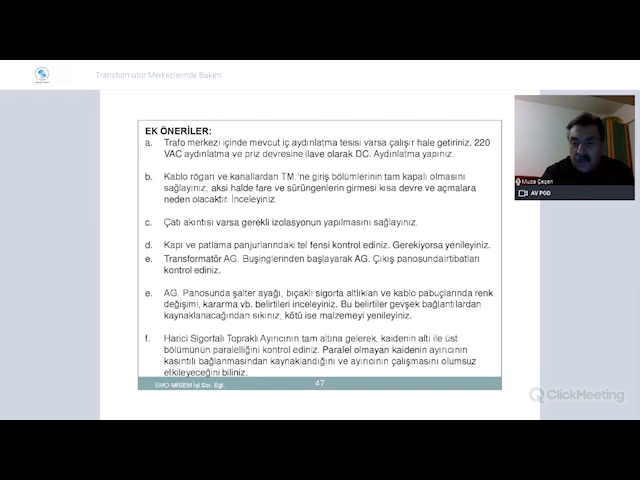 Transformatör Merkezlerinde Bakım
EK ÖNERİLER:
a. Trafo merkezi içinde mevcut iç aydınlatma tesisi varsa çalışır hale getiriniz. 220
VAC aydınlatma ve priz devresine ilave olarak DC. Aydınlatma yapınız.
b. Kablo rögarı ve kanallardan TM.'ne giriş bölümlerinin tam kapalı olmasını
sağlayınız, aksi halde fare ve sürüngenlerin girmesi kısa devre ve açmalara
neden olacaktır. İnceleyiniz.
c. Çatı akıntısı varsa gerekli izolasyonun yapılmasını sağlayınız.
d. Kapı ve patlama panjurlarındaki tel fensi kontrol ediniz. Gerekiyorsa yenileyiniz.
e. Transformatör AG. Buşinglerinden başlayarak AG. Çıkış panosundairtibatları
kontrol ediniz.
e. AG. Panosunda şalter ayağı, bıçaklı sigorta altlıkları ve kablo pabuçlarında renk
değişimi, kararma vb. belirtileri inceleyiniz. Bu belirtiler gevşek bağlantılardan
kaynaklanacağından sıkınız, kötü ise malzemeyi yenileyiniz.
f. Harici Sigortalı Topraklı Ayırıcının tam altına gelerek, kaidenin altı ile üst
bölümünün paralelliğini kontrol ediniz. Paralel olmayan kaidenin ayırıcının
kasıntılı bağlanmasından kaynaklandığını ve ayırıcının çalışmasını olumsuz
etkileyeceğini biliniz.
EMO-MİSEM İşl.Sor. Eğt.
47
Musa Çeçen
AV POD
ClickMeeting